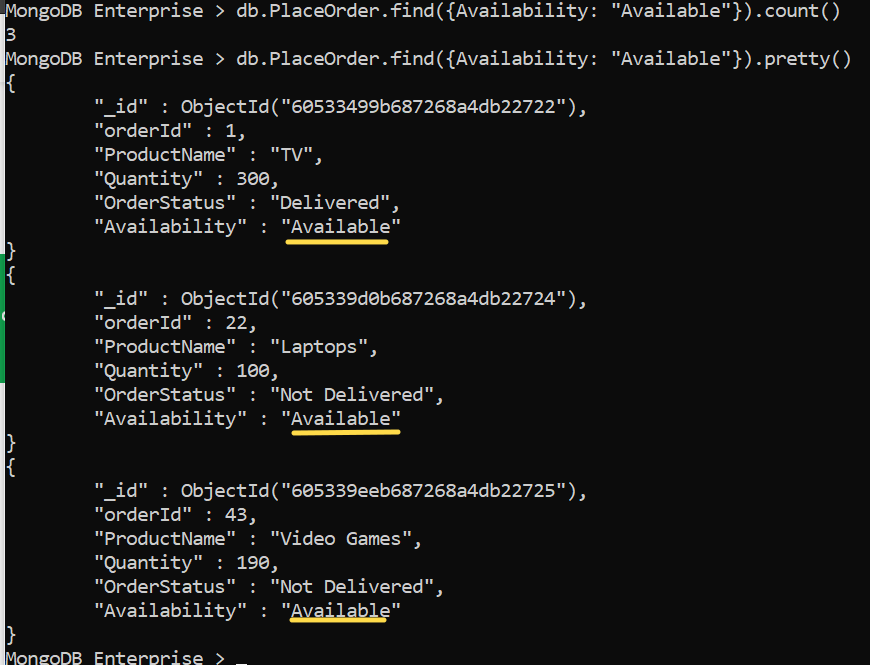 MongoDB Enterprise > db.PlaceOrder.find({Availability: "Available"}).count()
3
MongoDB Enterprise > db.PlaceOrder.find({Availability: "Available"}).pretty()
{
        "_id" : ObjectId("60533499b687268a4db22722"),
        "orderId" : 1,
        "ProductName" : "TV",
        "Quantity" : 300,
        "OrderStatus" : "Delivered",
        "Availability" : "Available"
}
{
        "_id" : ObjectId("605339d0b687268a4db22724"),
        "orderId" : 22,
        "ProductName" : "Laptops",
        "Quantity" : 100,
        "OrderStatus" : "Not Delivered",
        "Availability" : "Available"
}
{
        "_id" : ObjectId("605339eeb687268a4db22725"),
        "orderId" : 43,
        "ProductName" : "Video Games",
        "Quantity" : 190,
        "OrderStatus" : "Not Delivered",
        "Availability" : "Available"
}
MongoDB Enterprise > _